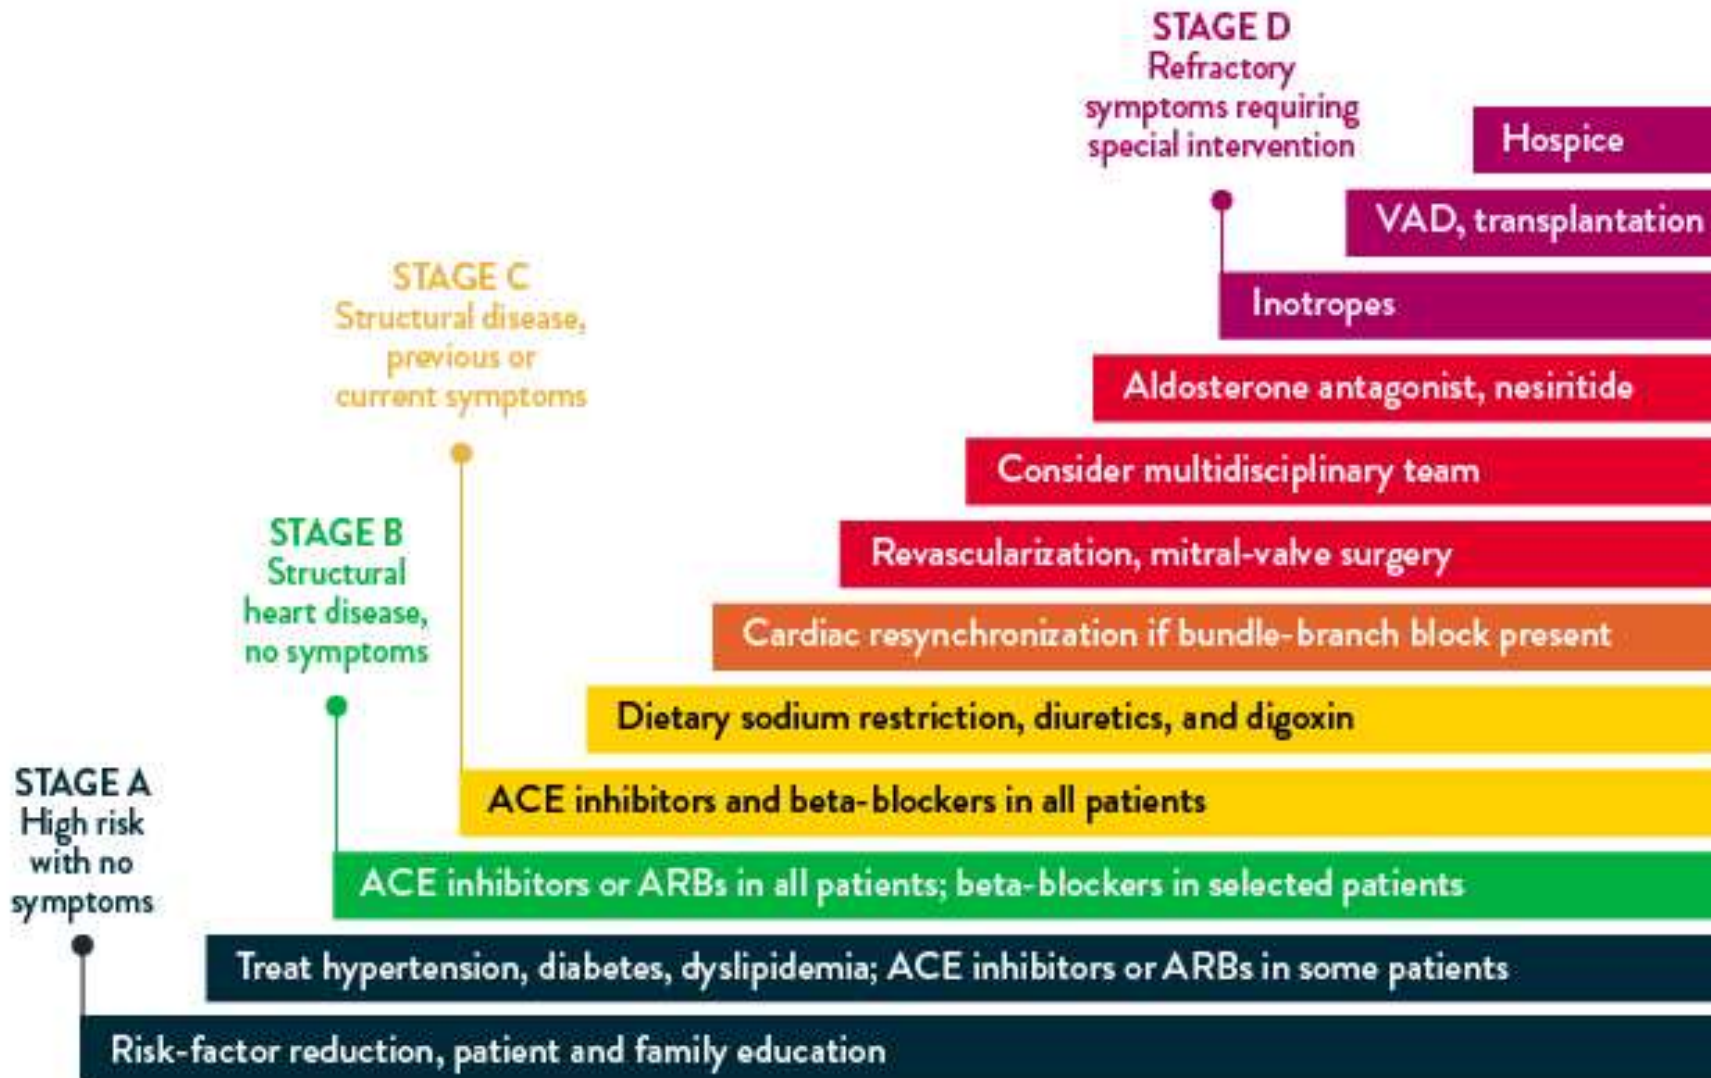 STAGE D
Refractory
symptoms requiring
special intervention
Hospice
VAD, transplantation
Inotropes
STAGE C
Structural disease,
previous or
current symptoms
Aldosterone antagonist, nesiritide
Consider multidisciplinary team
Revascularization, mitral-valve surgery
STAGE B
Structural
heart disease,
no symptoms
Cardiac resynchronization if bundle-branch block present
Dietary sodium restriction, diuretics, and digoxin
ACE inhibitors and beta-blockers in all patients
STAGE A
High risk
with no
symptoms
ACE inhibitors or ARBs in all patients; beta-blockers in selected patients
Treat hypertension, diabetes, dyslipidemia; ACE inhibitors or ARBs in some patients
Risk-factor reduction, patient and family education